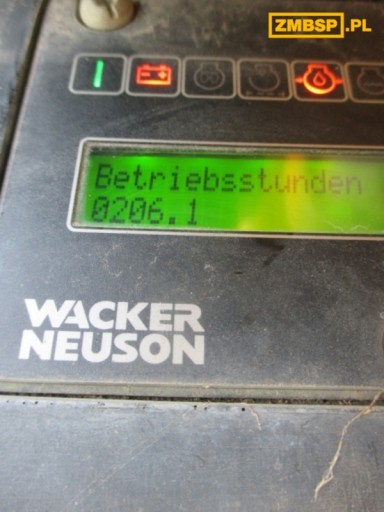 ZMBSP.PL
Betriebsstunden
0206.1
WACKER
NEUSON